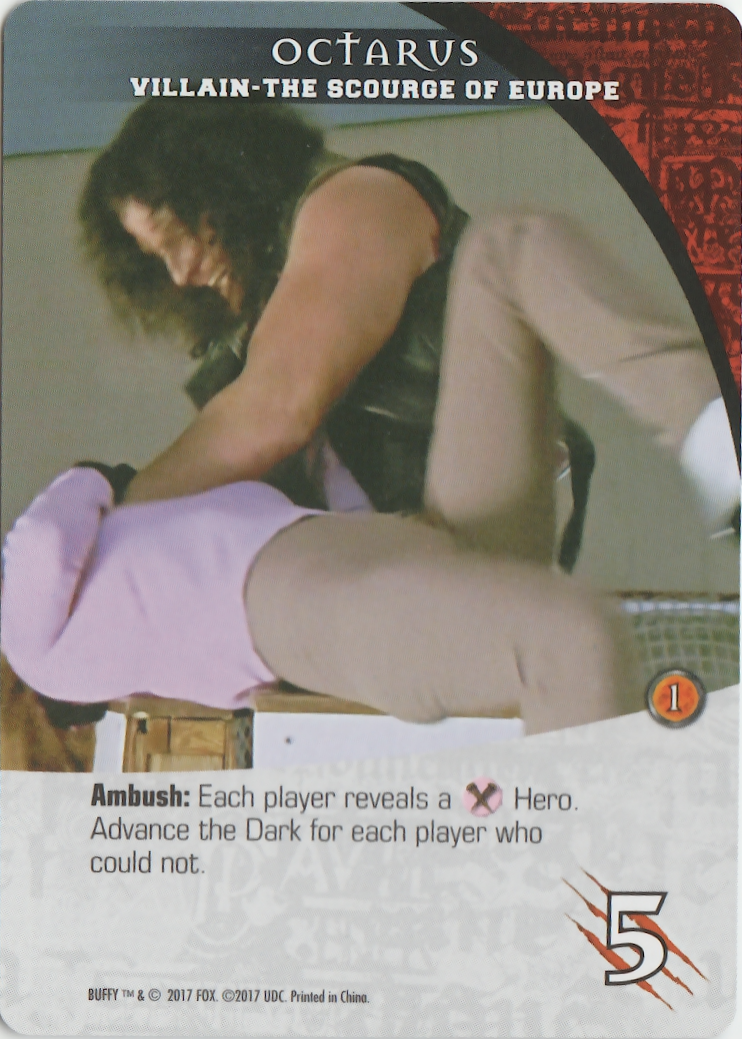 OCTARUS
VILLAIN-THE SCOURGE OF EUROPE
1
Ambush: Each player reveals a Hero.
Advance the Dark for each player who
could not.
5
BUFFY ™ & © 2017 FOX. ©2017 UDC. Printed in China.